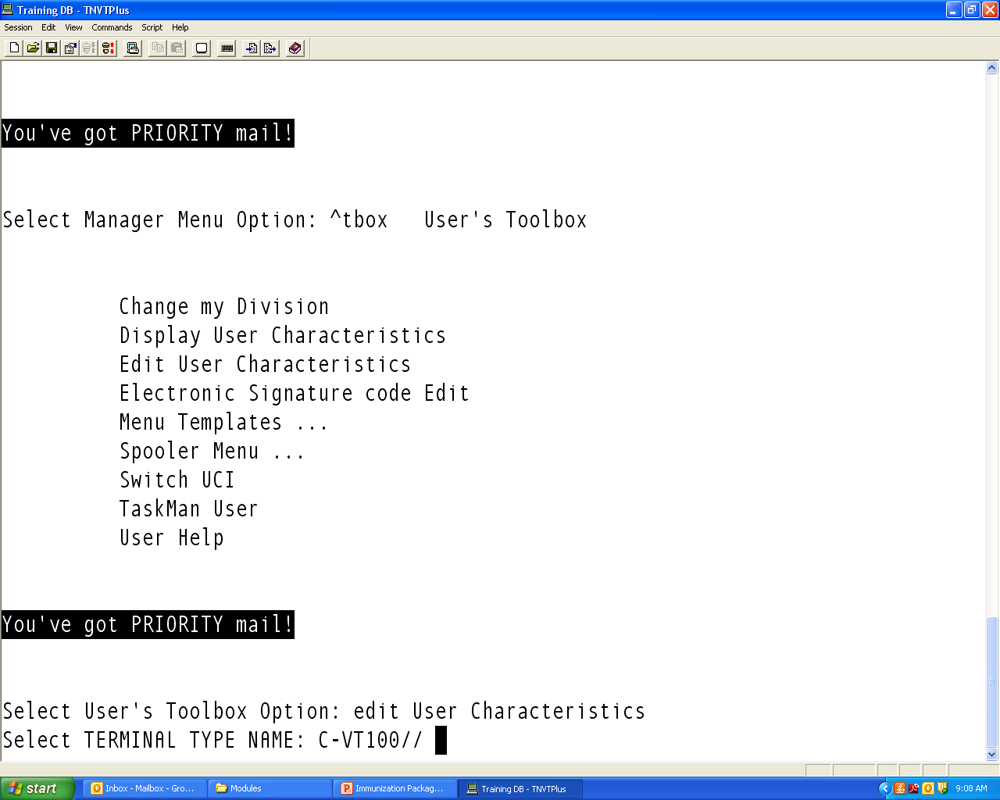 Training DB - TNVTPlus
Session Edit View Commands Script Help
You've got PRIORITY mail!
Select Manager Menu Option: ^tbox   User's Toolbox
Change my Division
Display User Characteristics
Edit User Characteristics
Electronic Signature code Edit
Menu Templates ...
Spooler Menu ...
Switch UCI
TaskMan User
User Help
You've got PRIORITY mail!
Select User's Toolbox Option: edit User Characteristics
Select TERMINAL TYPE NAME: C-VT100//
start Inbox - Mailbox - Gro... Modules Immunization Packag... Training DB - TNVTPlus 9:08 AM